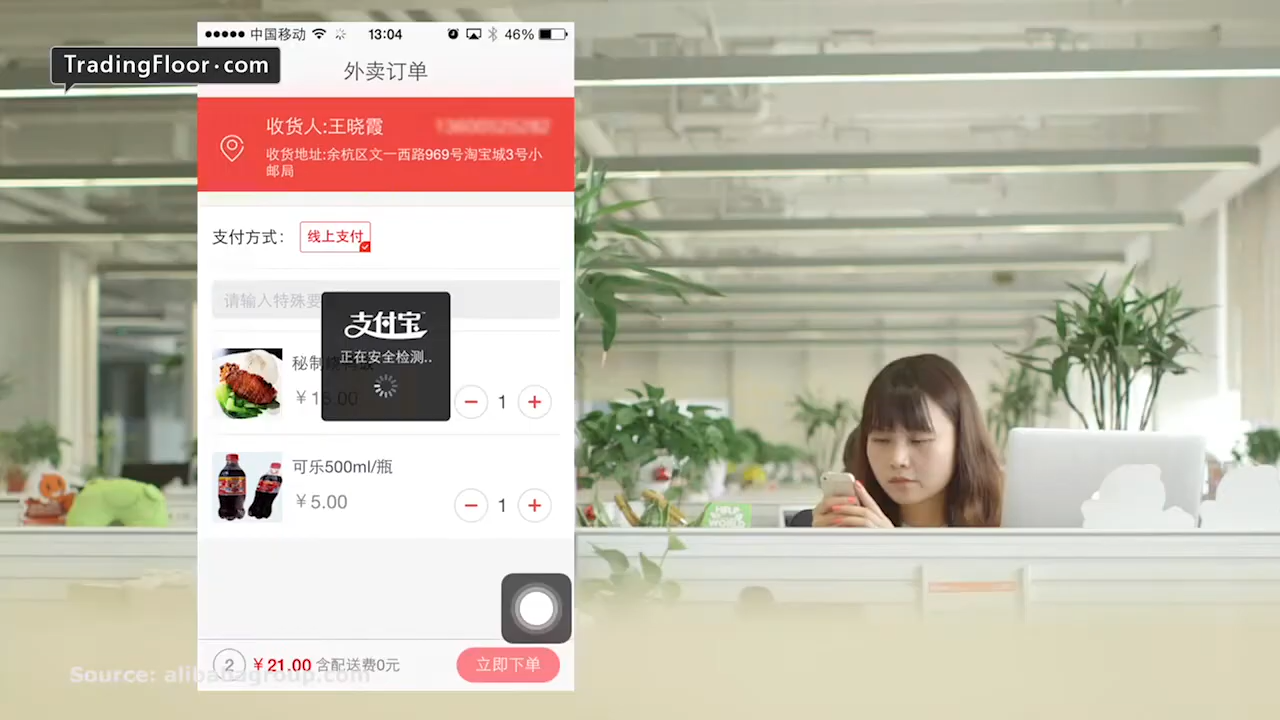 中国移动 13:04 46%
TradingFloor·com
外卖订单
收货人:王晓霞
收货地址:余杭区文一西路969号淘宝城3号小
邮局
支付方式: 线上支付
请输入特殊要
支付宝
正在安全检测..
秘制
¥16.00
1
可乐500ml/瓶
¥5.00
1
2 ¥21.00 含配送费0元 立即下单
Source: alibabagroup.com